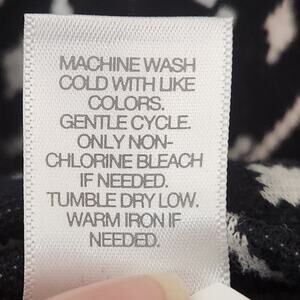 MACHINE WASH
COLD WITH LIKE
COLORS.
GENTLE CYCLE.
ONLY NON-
CHLORINE BLEACH
IF NEEDED.
TUMBLE DRY LOW.
WARM IRON IF
NEEDED.